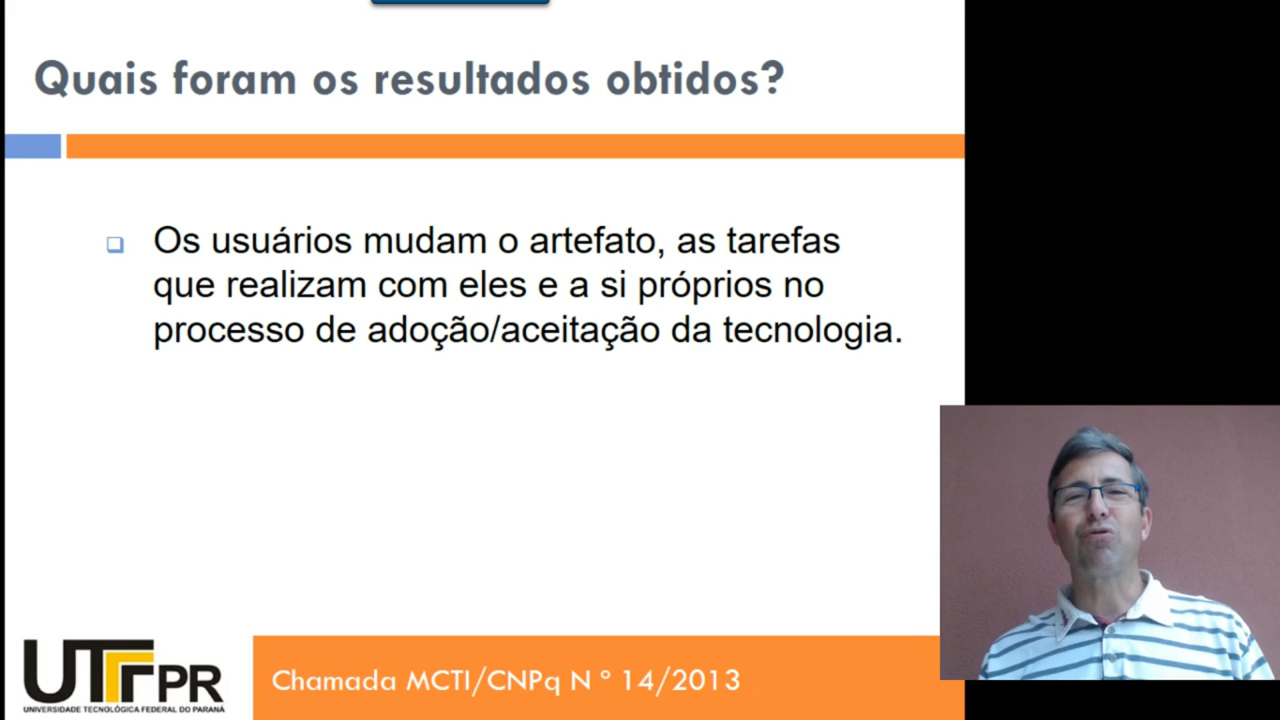 Quais foram os resultados obtidos?
❑ Os usuários mudam o artefato, as tarefas
que realizam com eles e a si próprios no
processo de adoção/aceitação da tecnologia.
UTFPR
UNIVERSIDADE TECNOLÓGICA FEDERAL DO PARANÁ
Chamada MCTI/CNPq N º 14/2013